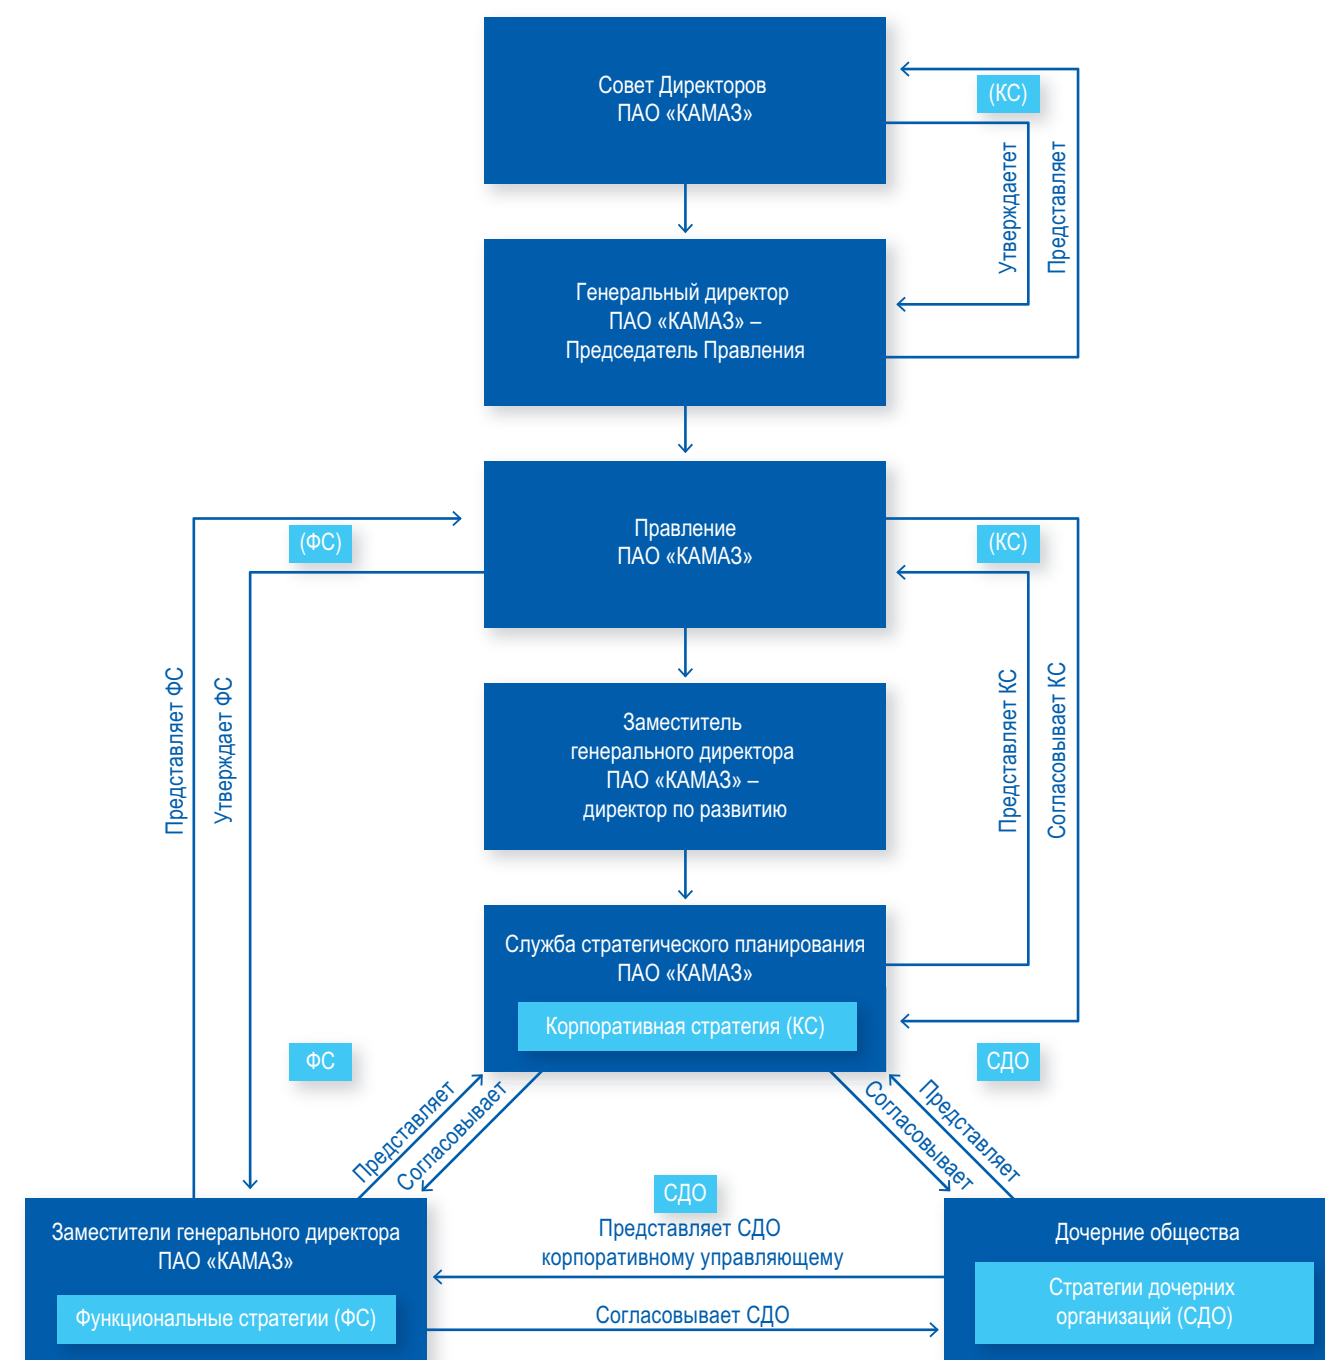 Совет Директоров
ПАО «КАМАЗ»
(КС)
Утверждаетет
Представляет
Генеральный директор
ПАО «КАМАЗ» –
Председатель Правления
Правление
ПАО «КАМАЗ»
(ФС)
(КС)
Представляет ФС
Утверждает ФС
Представляет КС
Согласовывает КС
Заместитель
генерального директора
ПАО «КАМАЗ» –
директор по развитию
Служба стратегического планирования
ПАО «КАМАЗ»
Корпоративная стратегия (КС)
ФС
СДО
Представляет
Согласовывает
Согласовывает
Представляет
СДО
Представляет СДО
корпоративному управляющему
Согласовывает СДО
Заместители генерального директора
ПАО «КАМАЗ»
Функциональные стратегии (ФС)
Дочерние общества
Стратегии дочерних
организаций (СДО)